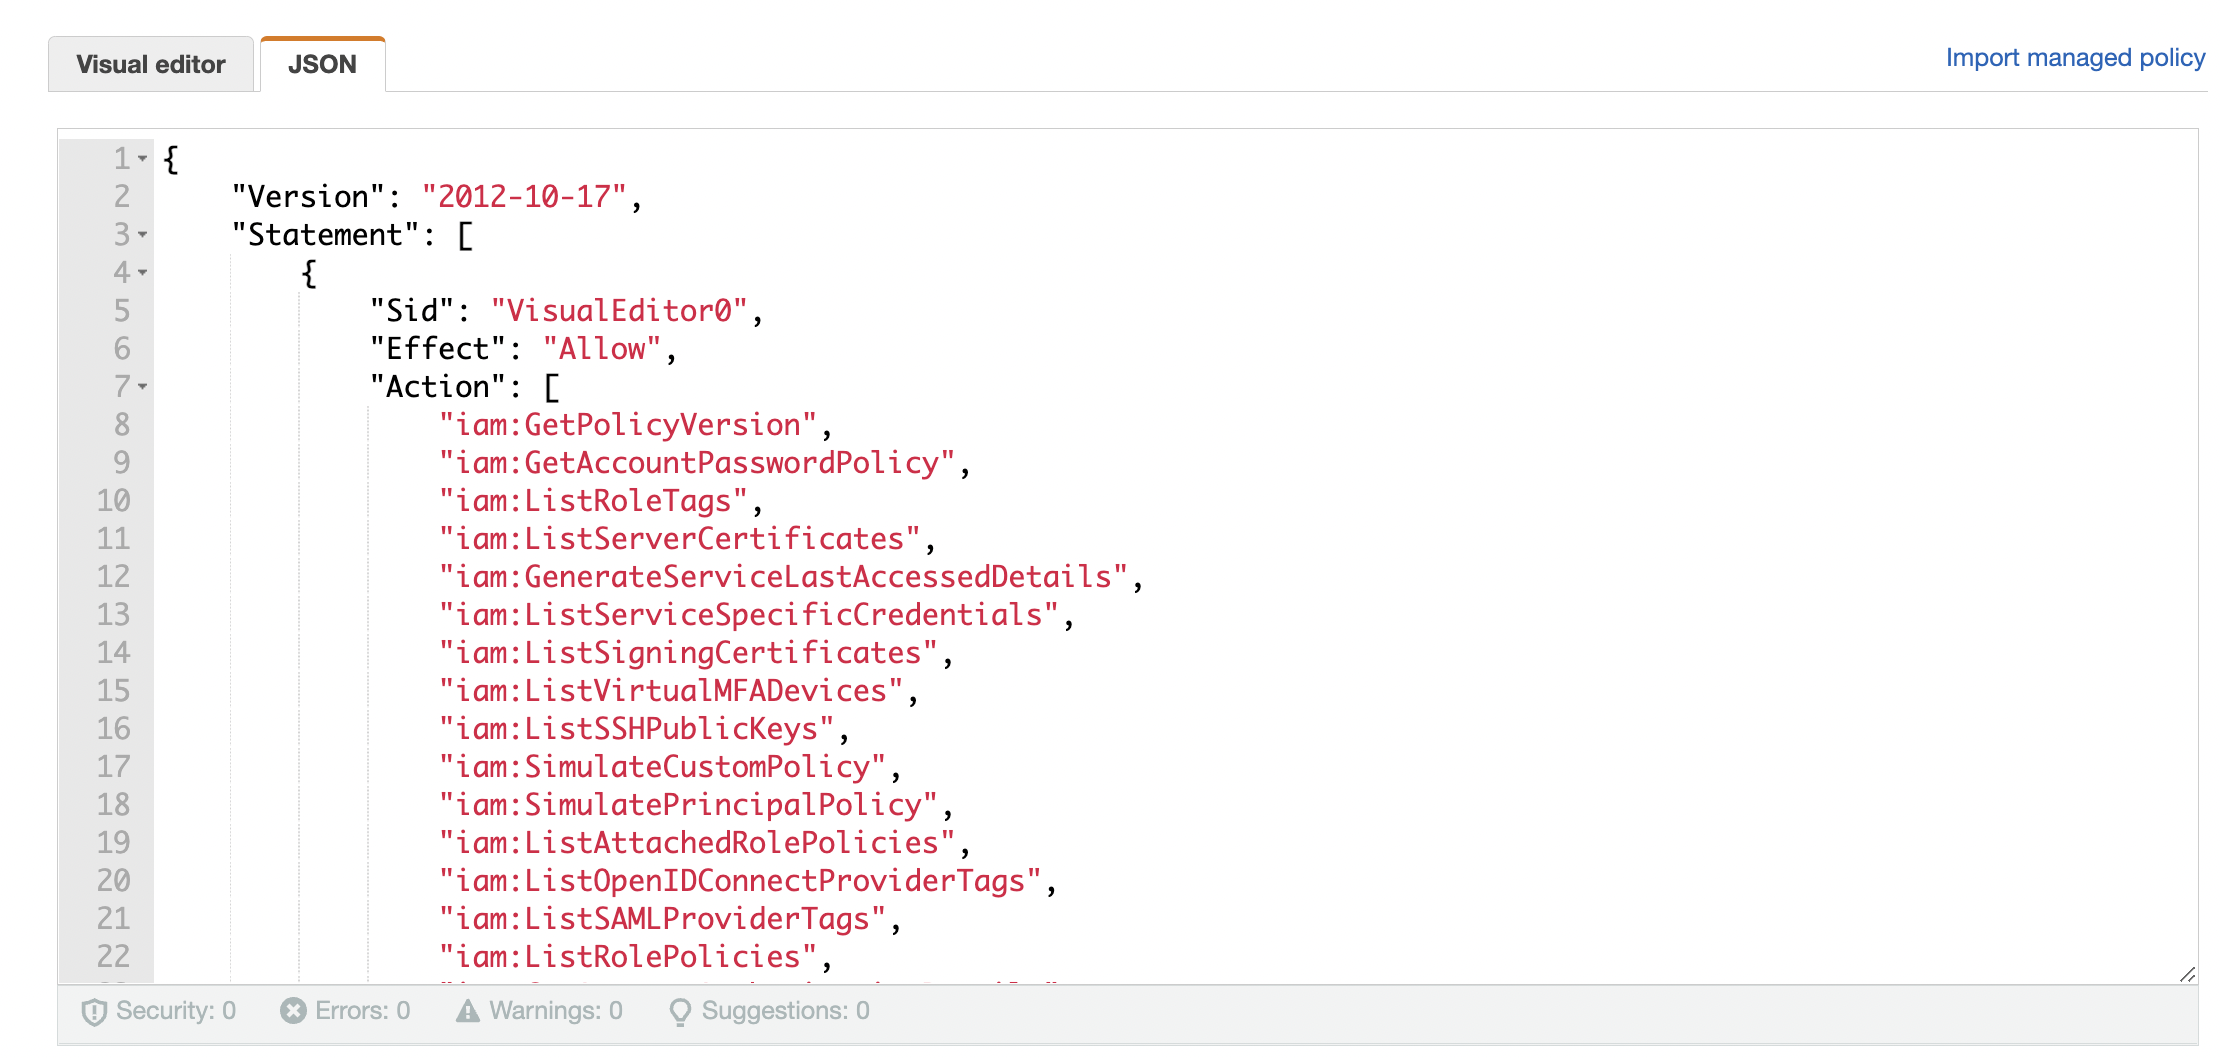 Visual editor JSON Import managed policy
1 {
2 "Version": "2012-10-17",
3 "Statement": [
4 {
5 "Sid": "VisualEditor0",
6 "Effect": "Allow",
7 "Action": [
8 "iam:GetPolicyVersion",
9 "iam:GetAccountPasswordPolicy",
10 "iam:ListRoleTags",
11 "iam:ListServerCertificates",
12 "iam:GenerateServiceLastAccessedDetails",
13 "iam:ListServiceSpecificCredentials",
14 "iam:ListSigningCertificates",
15 "iam:ListVirtualMFADevices",
16 "iam:ListSSHPublicKeys",
17 "iam:SimulateCustomPolicy",
18 "iam:SimulatePrincipalPolicy",
19 "iam:ListAttachedRolePolicies",
20 "iam:ListOpenIDConnectProviderTags",
21 "iam:ListSAMLProviderTags",
22 "iam:ListRolePolicies",
Security: 0 Errors: 0 Warnings: 0 Suggestions: 0